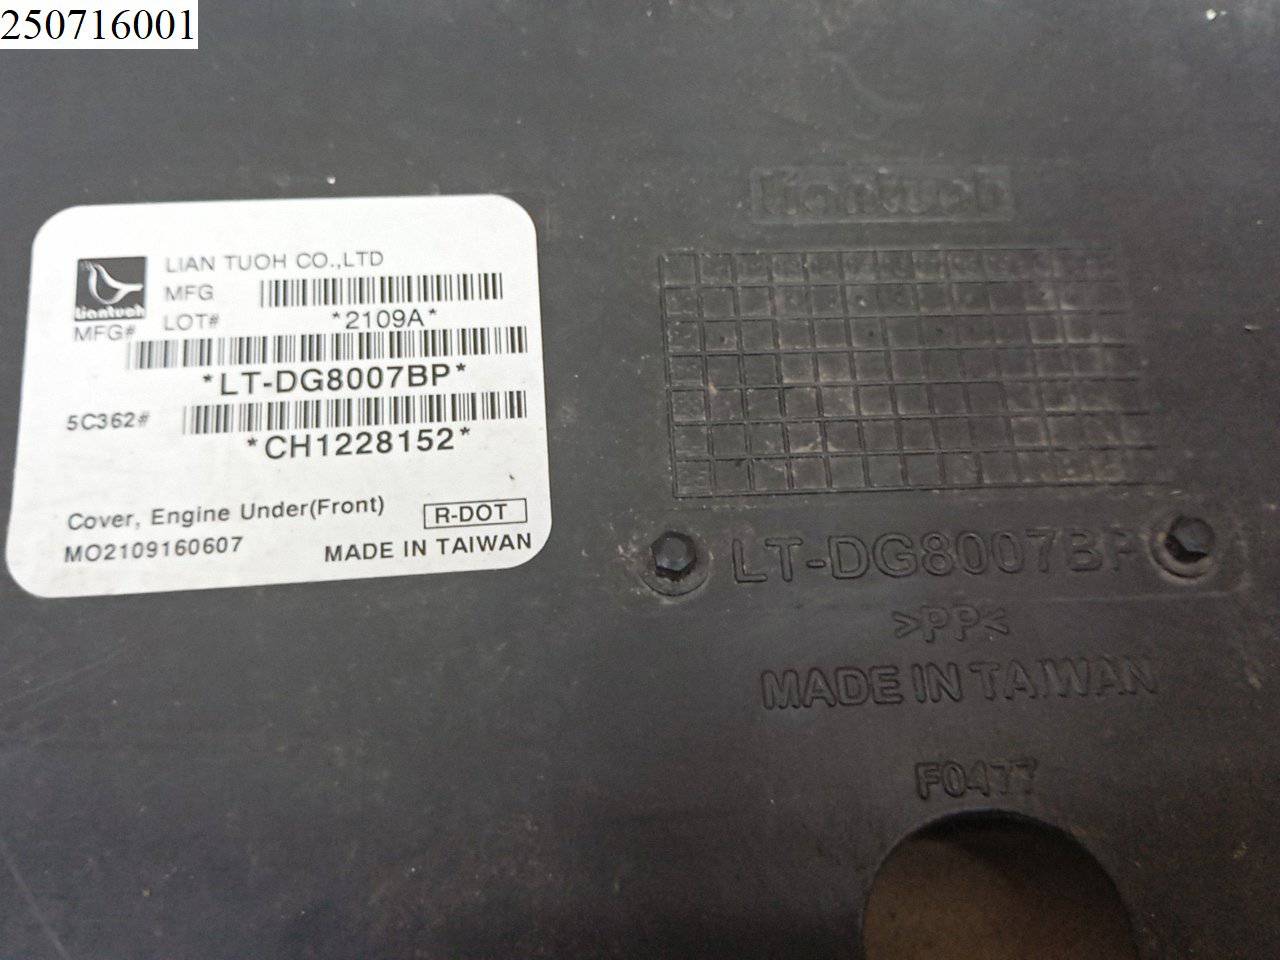 250716001
LIAN TUOH CO.,LTD
Liantuoh
MFG
LOT#
*2109A*
MFG#
*LT-DG8007BP*
5C362#
*CH1228152*
Cover, Engine Under(Front)
R-DOT
MO2109160607
MADE IN TAIWAN
liantuoh
LT-DG8007BP
>PP<
MADE IN TAIWAN
F0477